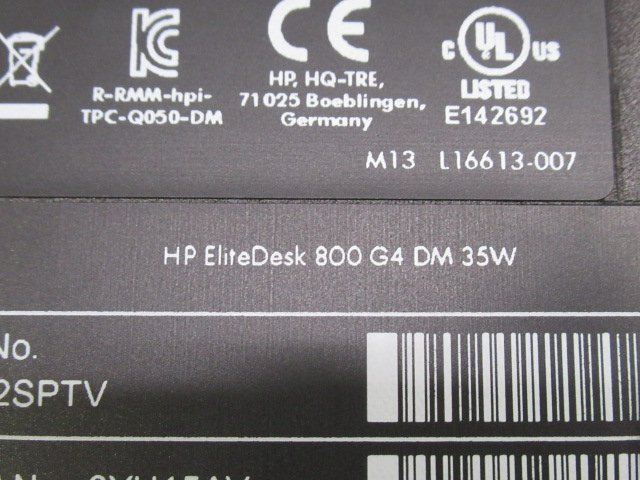 CE
c UL us
R-RMM-hpi-
TPC-Q050-DM
HP, HQ-TRE,
71025 Boeblingen,
Germany
LISTED
E142692
M13 L16613-007
HP EliteDesk 800 G4 DM 35W
No.
2SPTV